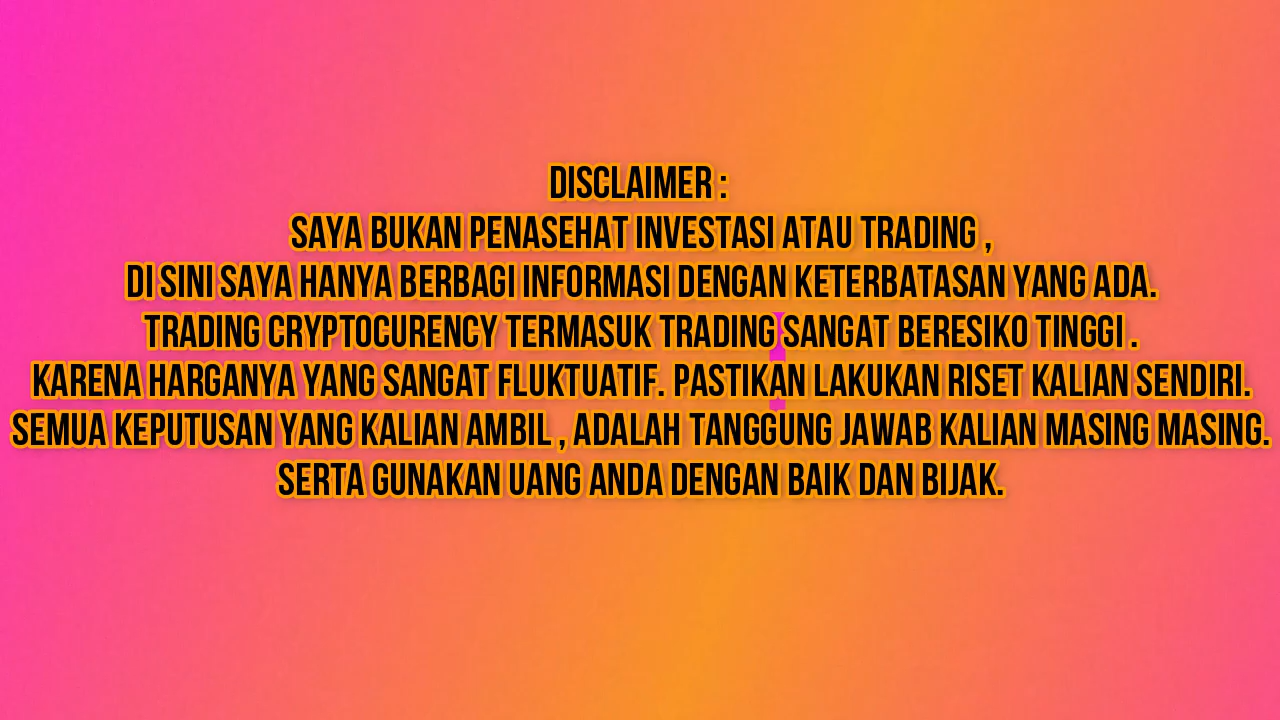 DISCLAIMER :
SAYA BUKAN PENASEHAT INVESTASI ATAU TRADING ,
DI SINI SAYA HANYA BERBAGI INFORMASI DENGAN KETERBATASAN YANG ADA.
TRADING CRYPTOCURENCY TERMASUK TRADING SANGAT BERESIKO TINGGI .
KARENA HARGANYA YANG SANGAT FLUKTUATIF. PASTIKAN LAKUKAN RISET KALIAN SENDIRI.
SEMUA KEPUTUSAN YANG KALIAN AMBIL , ADALAH TANGGUNG JAWAB KALIAN MASING MASING.
SERTA GUNAKAN UANG ANDA DENGAN BAIK DAN BIJAK.